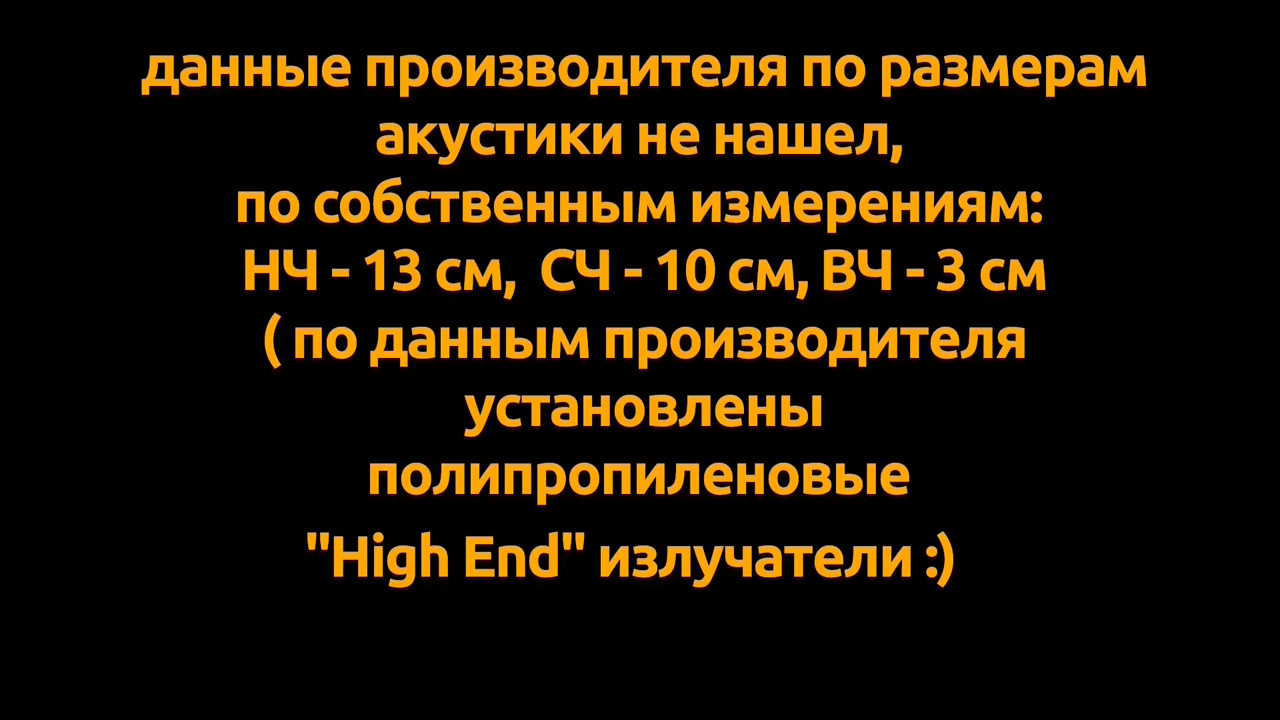 данные производителя по размерам
акустики не нашел,
по собственным измерениям:
НЧ - 13 см, СЧ - 10 см, ВЧ - 3 см
( по данным производителя
установлены
полипропиленовые
"High End" излучатели :)